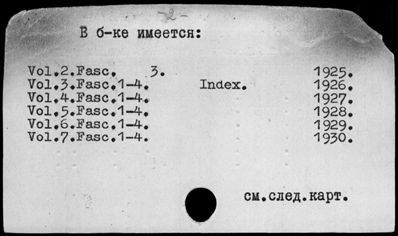 -2-
В б-ке имеется:
Vol.2.Fasc. 3. 1925.
Vol.3.Fasc.1-4. Index. 1926.
Vol.4.Fasc.1-4. 1927.
Vol.5.Fasc.1-4. 1928.
Vol.6.Fasc.1-4. 1929.
Vol.7.Fasc.1-4. 1930.
см.след.карт.